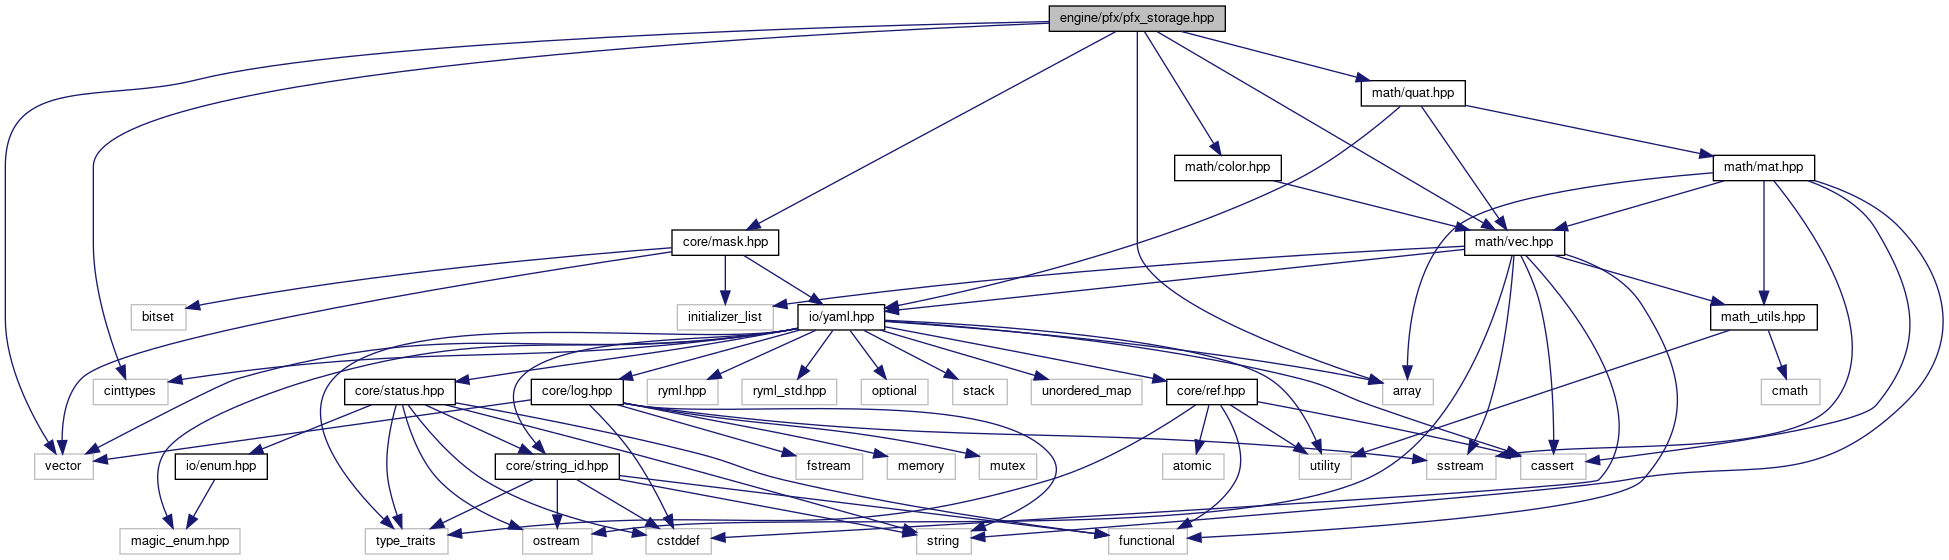 engine/pfx/pfx_storage.hpp
math/quat.hpp
math/color.hpp
math/mat.hpp
core/mask.hpp
math/vec.hpp
bitset
initializer_list
io/yaml.hpp
math_utils.hpp
cinttypes
core/status.hpp
core/log.hpp
ryml.hpp
ryml_std.hpp
optional
stack
unordered_map
core/ref.hpp
array
cmath
vector
io/enum.hpp
core/string_id.hpp
fstream
memory
mutex
atomic
utility
sstream
cassert
magic_enum.hpp
type_traits
ostream
cstddef
string
functional